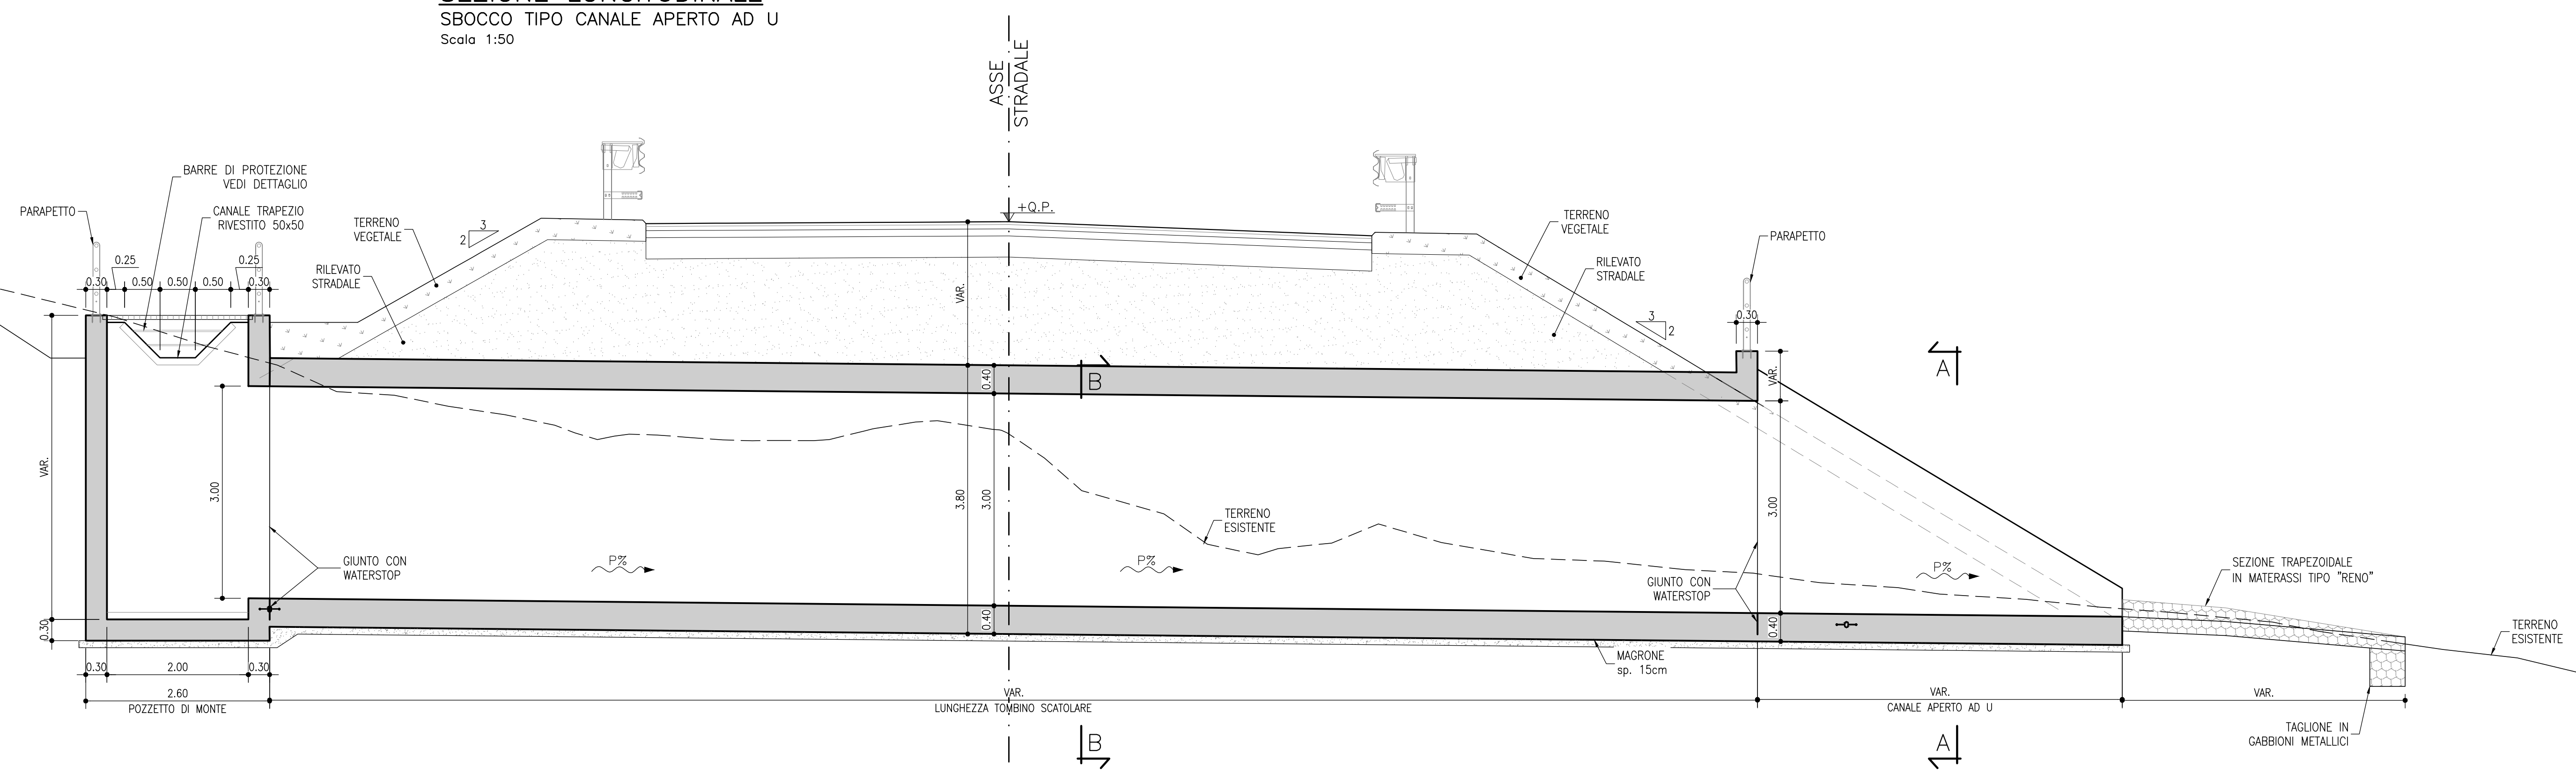 SEZIONE LONGITUDINALE
SBOCCO TIPO CANALE APERTO AD U
Scala 1:50
ASSE
STRADALE
+Q.P.
BARRE DI PROTEZIONE
VEDI DETTAGLIO
PARAPETTO
CANALE TRAPEZIO
RIVESTITO 50x50
TERRENO
VEGETALE
3
2
RILEVATO
STRADALE
0.25
0.25
0.30
0.50
0.50
0.50
0.30
VAR.
TERRENO
VEGETALE
RILEVATO
STRADALE
PARAPETTO
3
2
0.30
VAR.
B
A
0.40
VAR.
3.00
3.80
3.00
3.00
TERRENO
ESISTENTE
GIUNTO CON
WATERSTOP
P%
P%
P%
GIUNTO CON
WATERSTOP
SEZIONE TRAPEZOIDALE
IN MATERASSI TIPO "RENO"
0.30
0.40
0.40
TERRENO
ESISTENTE
MAGRONE
sp. 15cm
0.30
2.00
0.30
2.60
POZZETTO DI MONTE
VAR.
LUNGHEZZA TOMBINO SCATOLARE
VAR.
CANALE APERTO AD U
VAR.
TAGLIONE IN
GABBIONI METALLICI
B
A